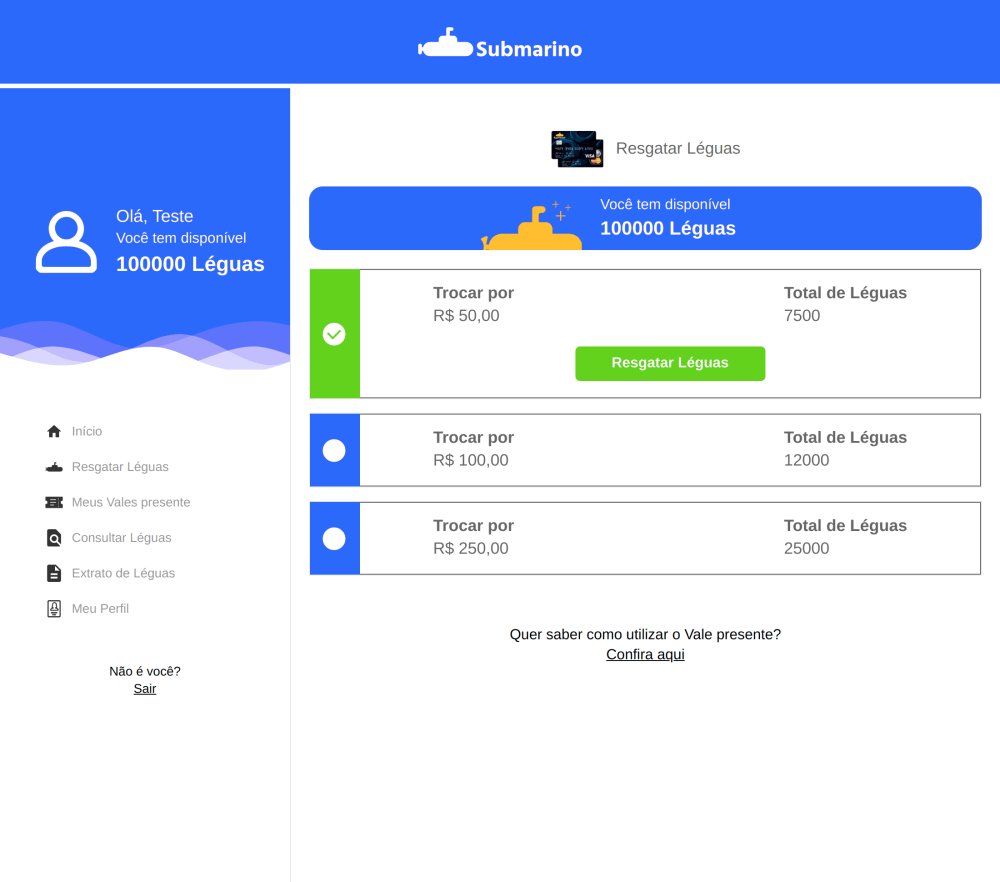 Submarino
Olá, Teste
Você tem disponível
100000 Léguas
Início
Resgatar Léguas
Meus Vales presente
Consultar Léguas
Extrato de Léguas
Meu Perfil
Não é você?
Sair
Resgatar Léguas
Você tem disponível
100000 Léguas
Trocar por
R$ 50,00
Total de Léguas
7500
Resgatar Léguas
Trocar por
R$ 100,00
Total de Léguas
12000
Trocar por
R$ 250,00
Total de Léguas
25000
Quer saber como utilizar o Vale presente?
Confira aqui